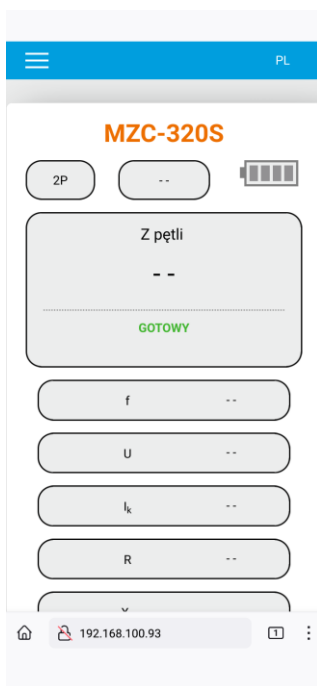 PL
MZC-320S
2P
--
Z pętli
--
GOTOWY
f --
U --
Ik --
R --
192.168.100.93
1